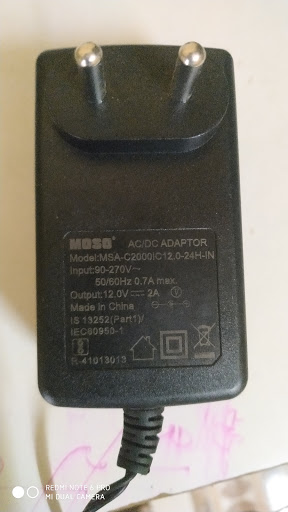 MOSO® AC/DC ADAPTOR
Model:MSA-C2000IC12.0-24H-IN
Input:90-270V~
50/60Hz 0.7A max.
Output:12.0V⎓2A Ⓥ
Made in China
IS 13252(Part1)/
IEC60950-1
R-41013013
REDMI NOTE 6 PRO
MI DUAL CAMERA